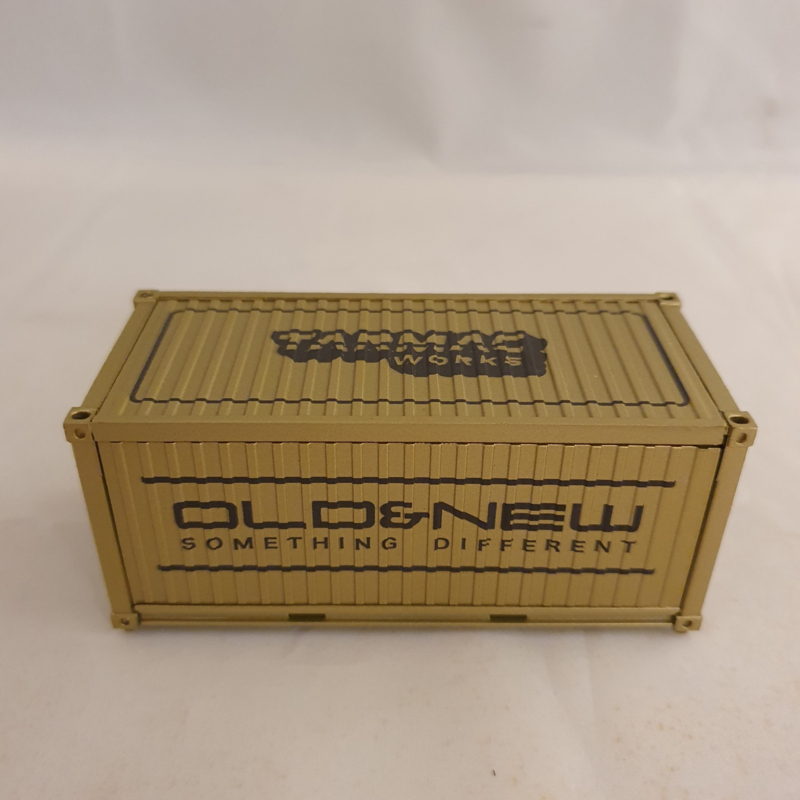 TARMAC
WORKS
OLD&NEW
SOMETHING DIFFERENT